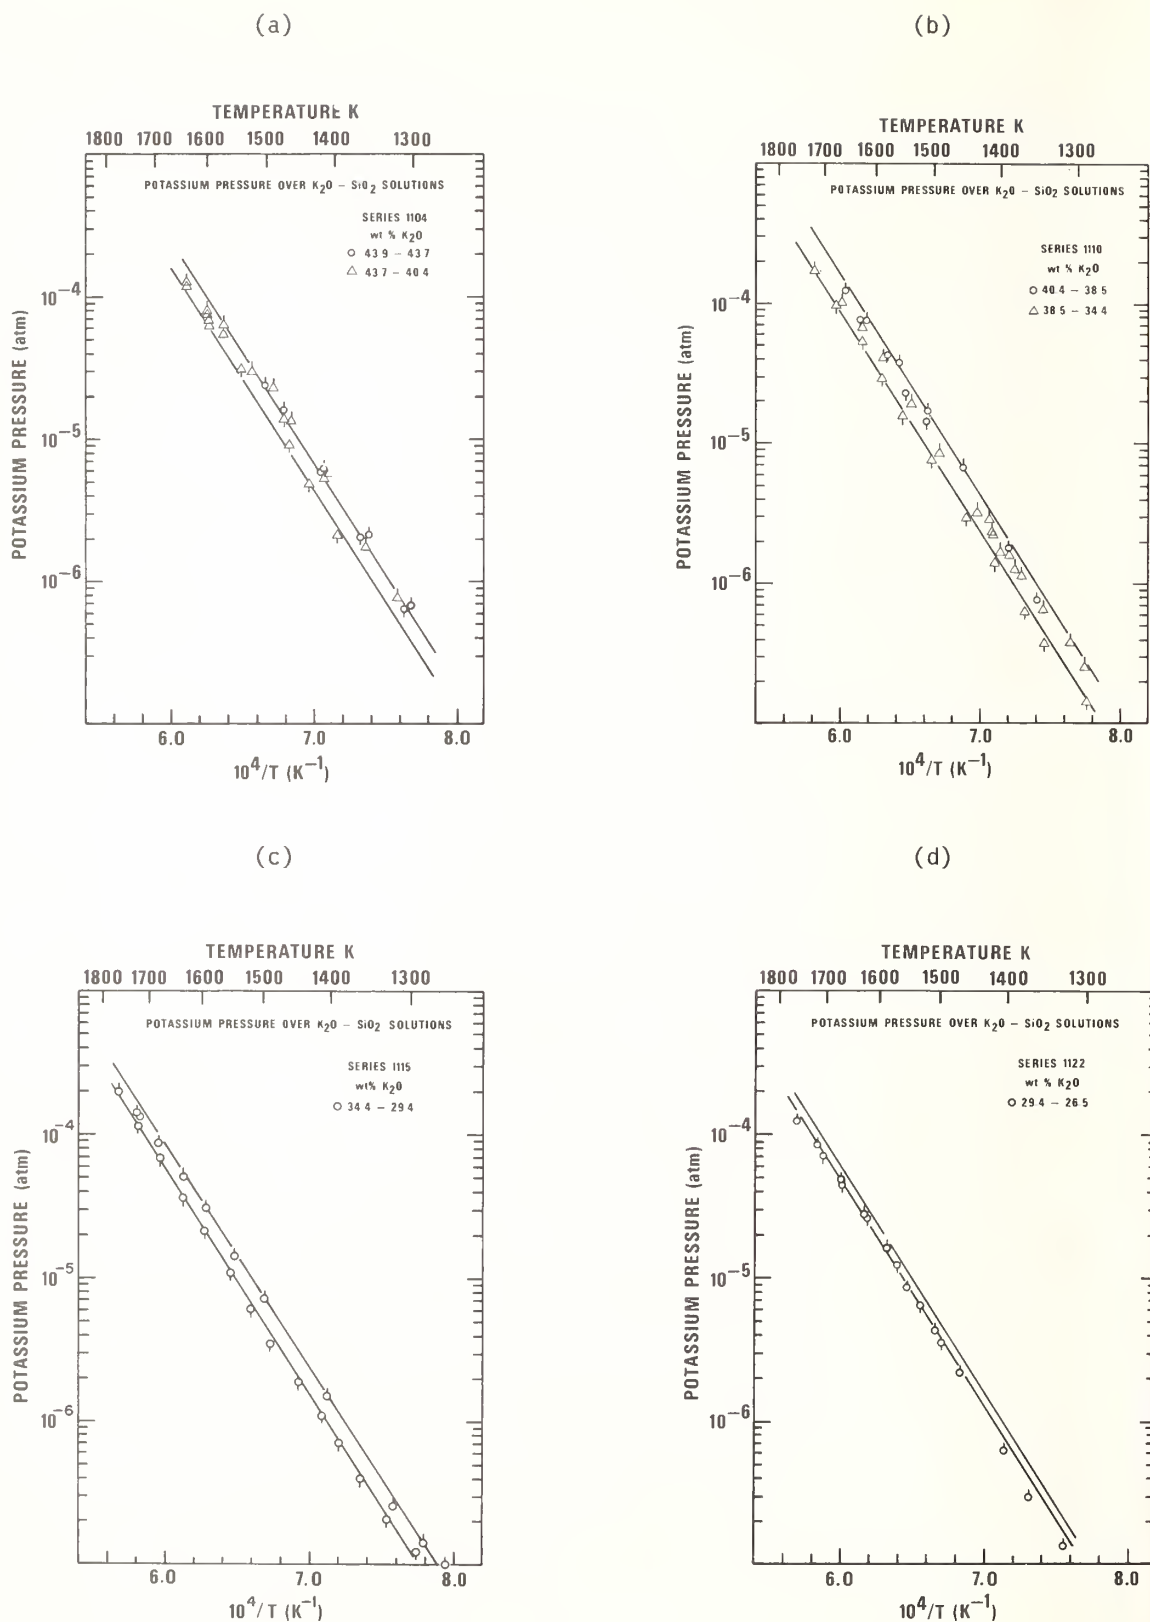 (a)
TEMPERATURE K
1800 1700 1600 1500 1400 1300
POTASSIUM PRESSURE OVER K2O – SiO2 SOLUTIONS
SERIES 1104
wt % K2O
○ 43.9 – 43.7
△ 43.7 – 40.4
POTASSIUM PRESSURE (atm)
10−4
10−5
10−6
6.0 7.0 8.0
10^4/T (K−1)
(b)
TEMPERATURE K
1800 1700 1600 1500 1400 1300
POTASSIUM PRESSURE OVER K2O – SiO2 SOLUTIONS
SERIES 1110
wt % K2O
○ 40.4 – 38.5
△ 38.5 – 34.4
POTASSIUM PRESSURE (atm)
10−4
10−5
10−6
6.0 7.0 8.0
10^4/T (K−1)
(c)
TEMPERATURE K
1800 1700 1600 1500 1400 1300
POTASSIUM PRESSURE OVER K2O – SiO2 SOLUTIONS
SERIES 1115
wt% K2O
○ 34.4 – 29.4
POTASSIUM PRESSURE (atm)
10−4
10−5
10−6
6.0 7.0 8.0
10^4/T (K−1)
(d)
TEMPERATURE K
1800 1700 1600 1500 1400 1300
POTASSIUM PRESSURE OVER K2O – SiO2 SOLUTIONS
SERIES 1122
wt % K2O
○ 29.4 – 26.5
POTASSIUM PRESSURE (atm)
10−4
10−5
10−6
6.0 7.0 8.0
10^4/T (K−1)